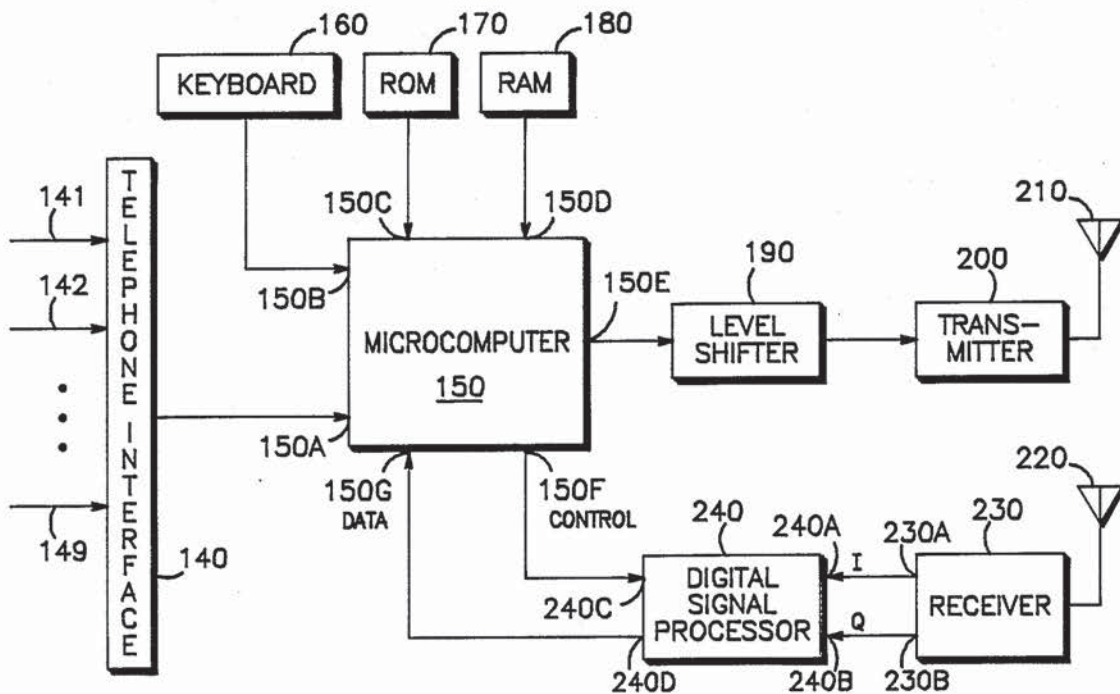 160
170
180
KEYBOARD
ROM
RAM
TELEPHONE INTERFACE
141
142
149
140
150C
150D
150B
150E
MICROCOMPUTER
150
150A
150G
DATA
150F
CONTROL
190
LEVEL
SHIFTER
200
TRANS-
MITTER
210
220
240
240A
I
230A
230
240C
DIGITAL
SIGNAL
PROCESSOR
Q
RECEIVER
240D
240B
230B